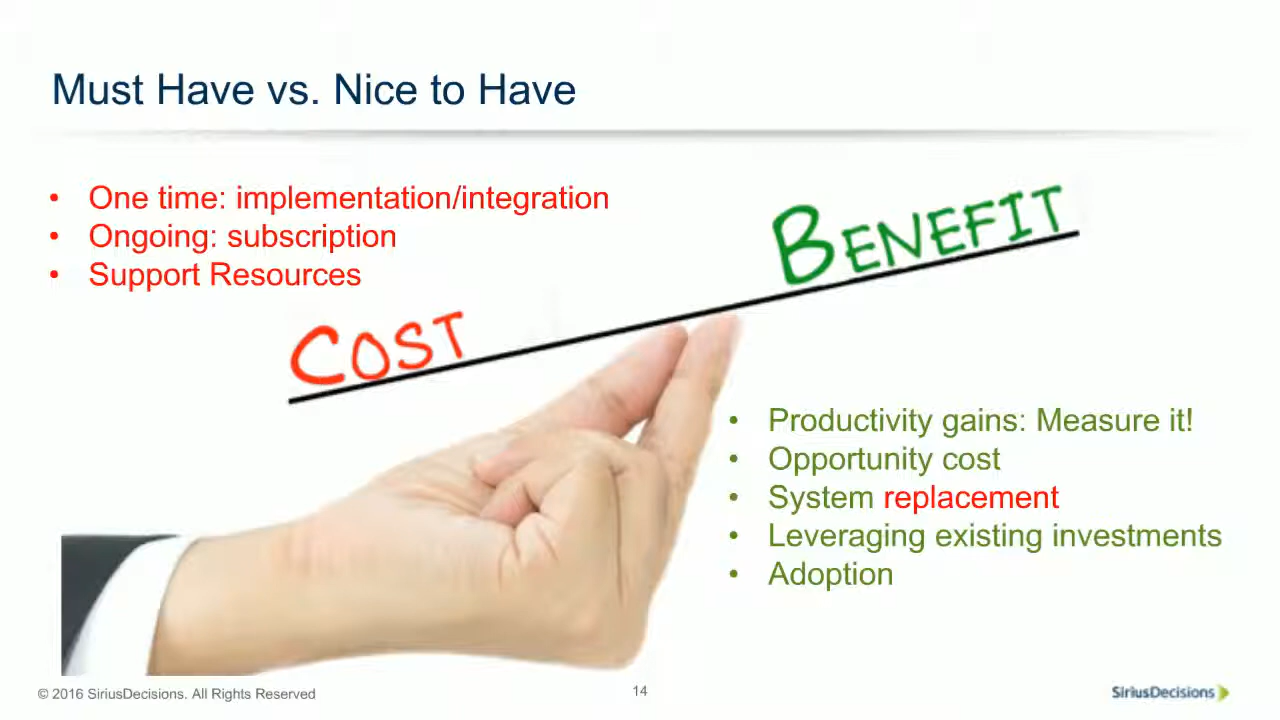 Must Have vs. Nice to Have
• One time: implementation/integration
• Ongoing: subscription
• Support Resources
COST
BENEFIT
• Productivity gains: Measure it!
• Opportunity cost
• System replacement
• Leveraging existing investments
• Adoption
© 2016 SiriusDecisions. All Rights Reserved
14
SiriusDecisions